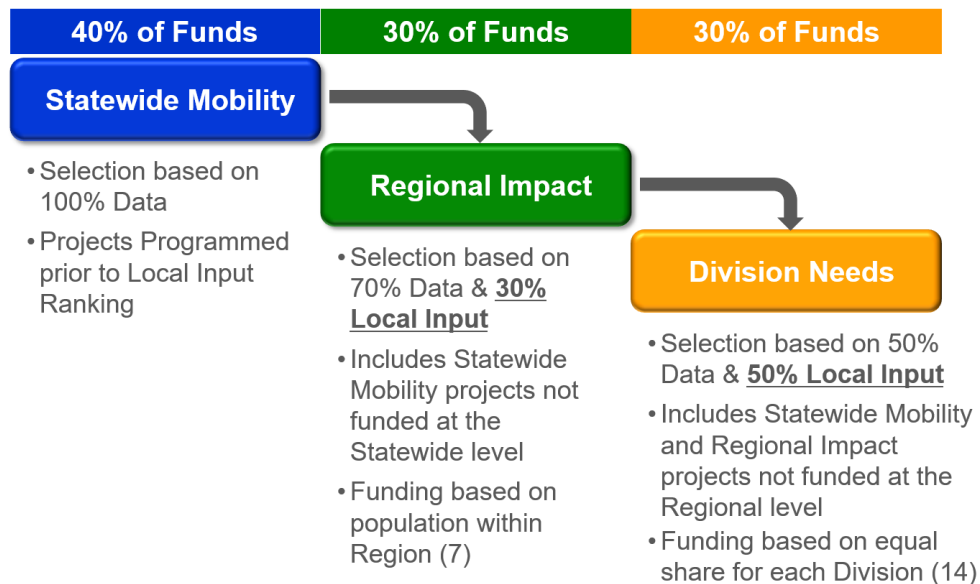 40% of Funds
30% of Funds
30% of Funds
Statewide Mobility
• Selection based on
100% Data
• Projects Programmed
prior to Local Input
Ranking
Regional Impact
• Selection based on
70% Data & 30%
Local Input
• Includes Statewide
Mobility projects not
funded at the
Statewide level
• Funding based on
population within
Region (7)
Division Needs
• Selection based on 50%
Data & 50% Local Input
• Includes Statewide Mobility
and Regional Impact
projects not funded at the
Regional level
• Funding based on equal
share for each Division (14)